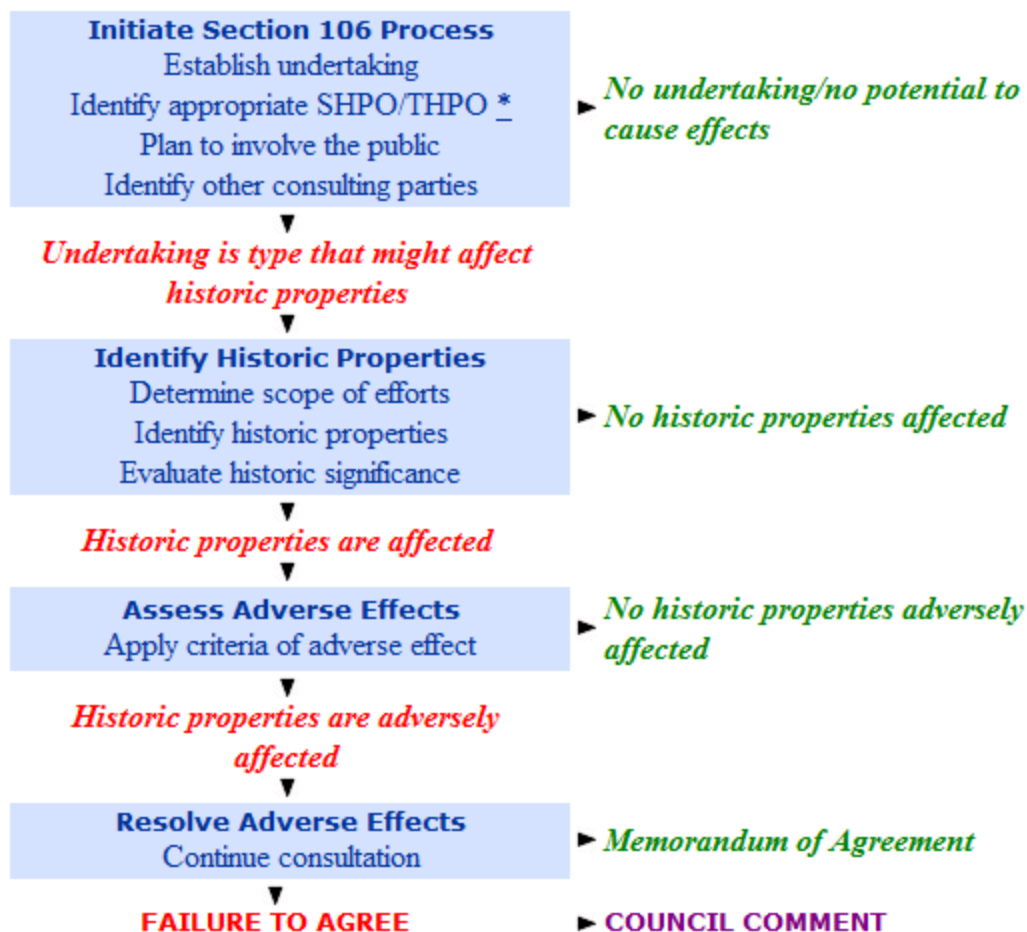 Initiate Section 106 Process
Establish undertaking
Identify appropriate SHPO/THPO *
Plan to involve the public
Identify other consulting parties
No undertaking/no potential to
cause effects
Undertaking is type that might affect
historic properties
Identify Historic Properties
Determine scope of efforts
Identify historic properties
Evaluate historic significance
No historic properties affected
Historic properties are affected
Assess Adverse Effects
Apply criteria of adverse effect
No historic properties adversely
affected
Historic properties are adversely
affected
Resolve Adverse Effects
Continue consultation
Memorandum of Agreement
FAILURE TO AGREE
COUNCIL COMMENT